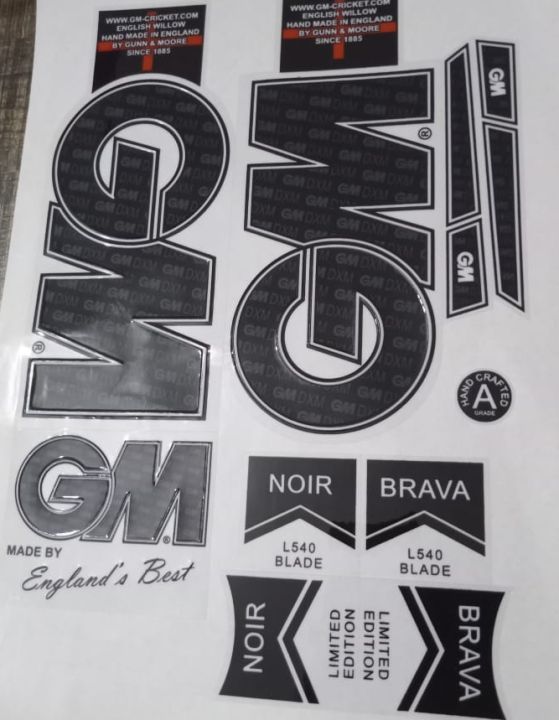 WWW.GM-CRICKET.COM
ENGLISH WILLOW
HAND MADE IN ENGLAND
BY GUNN & MOORE
SINCE 1885
WWW.GM-CRICKET.COM
ENGLISH WILLOW
HAND MADE IN ENGLAND
BY GUNN & MOORE
SINCE 1885
GM
®
GM
®
GM
GM
HAND CRAFTED
A
GRADE
GM
®
MADE BY
England's Best
NOIR
L540
BLADE
BRAVA
L540
BLADE
NOIR
LIMITED
EDITION
LIMITED
EDITION
BRAVA